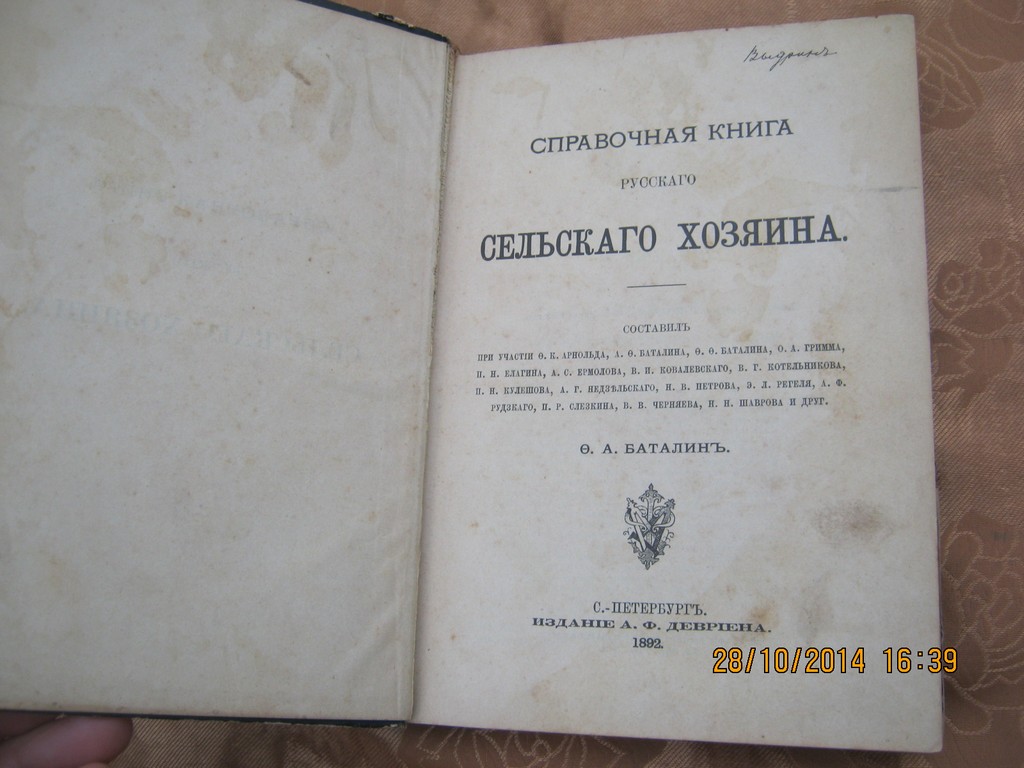 Выдринъ
СПРАВОЧНАЯ КНИГА
РУССКАГО
СЕЛЬСКАГО ХОЗЯИНА.
СОСТАВИЛЪ
ПРИ УЧАСТІИ Ѳ. К. АРНОЛЬДА, А. Ѳ. БАТАЛИНА, Ѳ. Ѳ. БАТАЛИНА, О. А. ГРИММА,
П. Н. ЕЛАГИНА, А. С. ЕРМОЛОВА, В. И. КОВАЛЕВСКАГО, В. Г. КОТЕЛЬНИКОВА,
П. Н. КУЛЕШОВА, А. Г. НЕДЗѢЛЬСКАГО, Н. В. ПЕТРОВА, Э. Л. РЕГЕЛЯ, А. Ф.
РУДЗКАГО, П. Р. СЛЕЗКИНА, В. В. ЧЕРНЯЕВА, Н. Н. ШАВРОВА И ДРУГ.
Ѳ. А. БАТАЛИНЪ.
С.-ПЕТЕРБУРГЪ.
ИЗДАНІЕ А. Ф. ДЕВРІЕНА.
1892.
28/10/2014 16:39